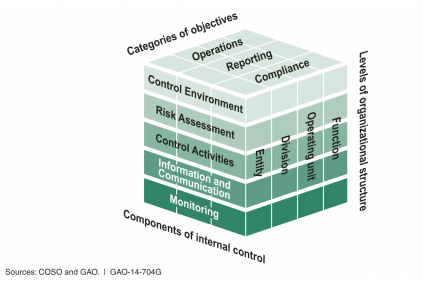 Categories of objectives
Operations
Reporting
Compliance
Control Environment
Risk Assessment
Control Activities
Information and
Communication
Monitoring
Components of internal control
Entity
Division
Operating unit
Function
Levels of organizational structure
Sources: COSO and GAO. | GAO-14-704G